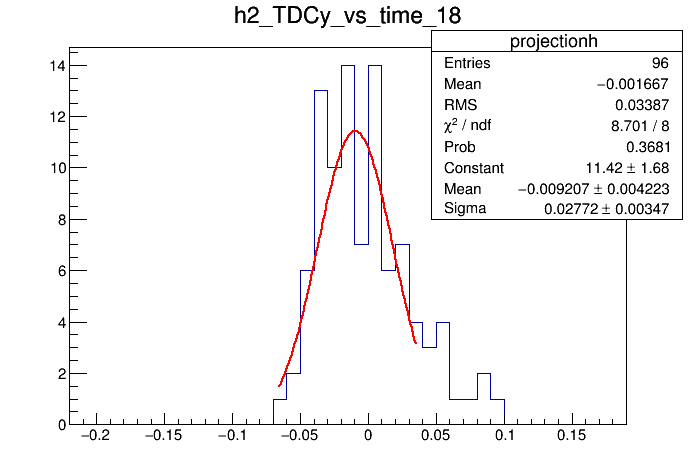 h2_TDCy_vs_time_18
projectionh
Entries 96
Mean −0.001667
RMS 0.03387
χ² / ndf 8.701 / 8
Prob 0.3681
Constant 11.42 ± 1.68
Mean −0.009207 ± 0.004223
Sigma 0.02772 ± 0.00347
14
12
10
8
6
4
2
0
−0.2 −0.15 −0.1 −0.05 0 0.05 0.1 0.15